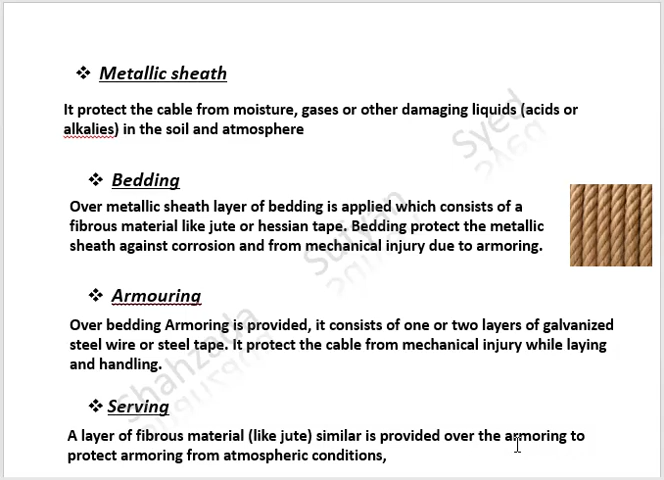 ❖ Metallic sheath
It protect the cable from moisture, gases or other damaging liquids (acids or
alkalies) in the soil and atmosphere
Syed
❖ Bedding
Over metallic sheath layer of bedding is applied which consists of a
fibrous material like jute or hessian tape. Bedding protect the metallic
sheath against corrosion and from mechanical injury due to armoring.
Sufyan
❖ Armouring
Over bedding Armoring is provided, it consists of one or two layers of galvanized
steel wire or steel tape. It protect the cable from mechanical injury while laying
and handling.
Shahzada
❖ Serving
A layer of fibrous material (like jute) similar is provided over the armoring to
protect armoring from atmospheric conditions,